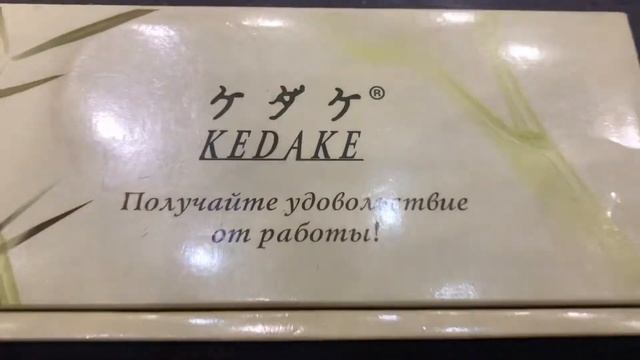 ケダケ®
KEDAKE
Получайте удовольствие
от работы!